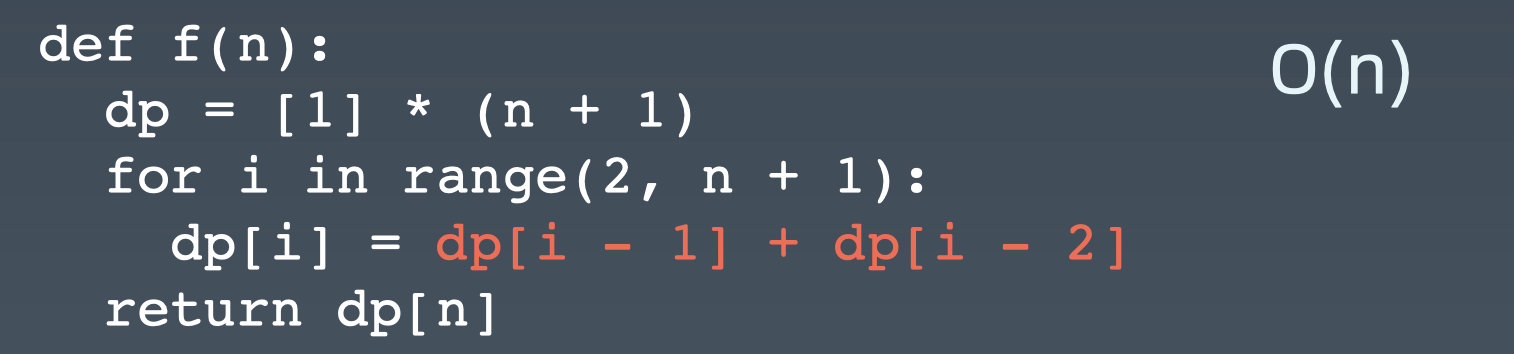 def f(n):
  dp = [1] * (n + 1)
  for i in range(2, n + 1):
    dp[i] = dp[i - 1] + dp[i - 2]
  return dp[n]
O(n)